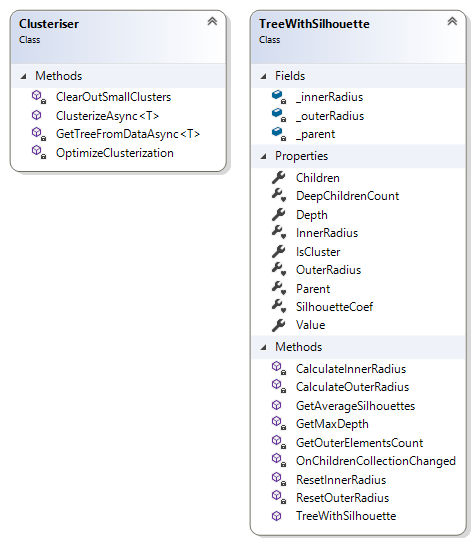 Clusteriser
Class
Methods
ClearOutSmallClusters
ClusterizeAsync<T>
GetTreeFromDataAsync<T>
OptimizeClusterization
TreeWithSilhouette
Class
Fields
_innerRadius
_outerRadius
_parent
Properties
Children
DeepChildrenCount
Depth
InnerRadius
IsCluster
OuterRadius
Parent
SilhouetteCoef
Value
Methods
CalculateInnerRadius
CalculateOuterRadius
GetAverageSilhouettes
GetMaxDepth
GetOuterElementsCount
OnChildrenCollectionChanged
ResetInnerRadius
ResetOuterRadius
TreeWithSilhouette